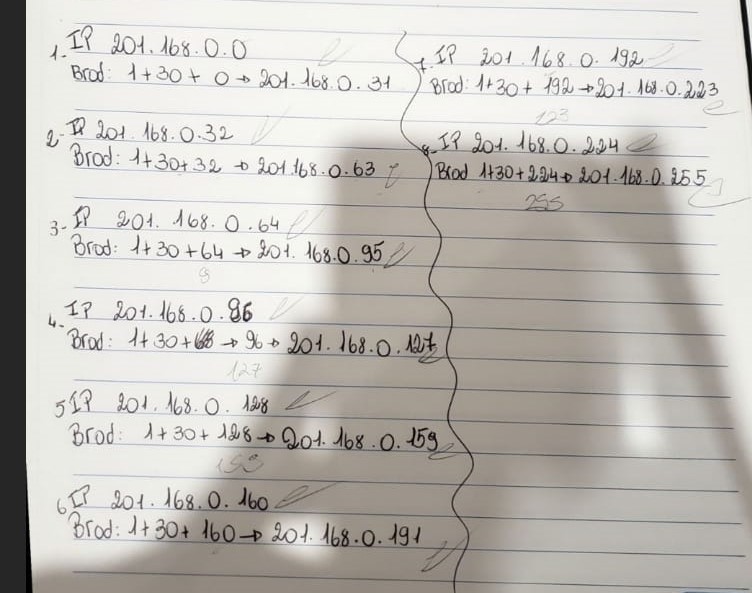 1- IP 201.168.0.0
Brod: 1+30+0 → 201.168.0.31
2- IP 201.168.0.32
Brod: 1+30+32 → 201.168.0.63
3- IP 201.168.0.64
Brod: 1+30+64 → 201.168.0.95
9
4- IP 201.168.0.96
Brod: 1+30+ → 96 → 201.168.0.127
127
5 IP 201.168.0.128
Brod: 1+30+128 → 201.168.0.159
159
6 IP 201.168.0.160
Brod: 1+30+160 → 201.168.0.191
7- IP 201.168.0.192
Brod: 1+30+192 → 201.168.0.223
123
8- IP 201.168.0.224
Brod 1+30+224 → 201.168.0.255
255